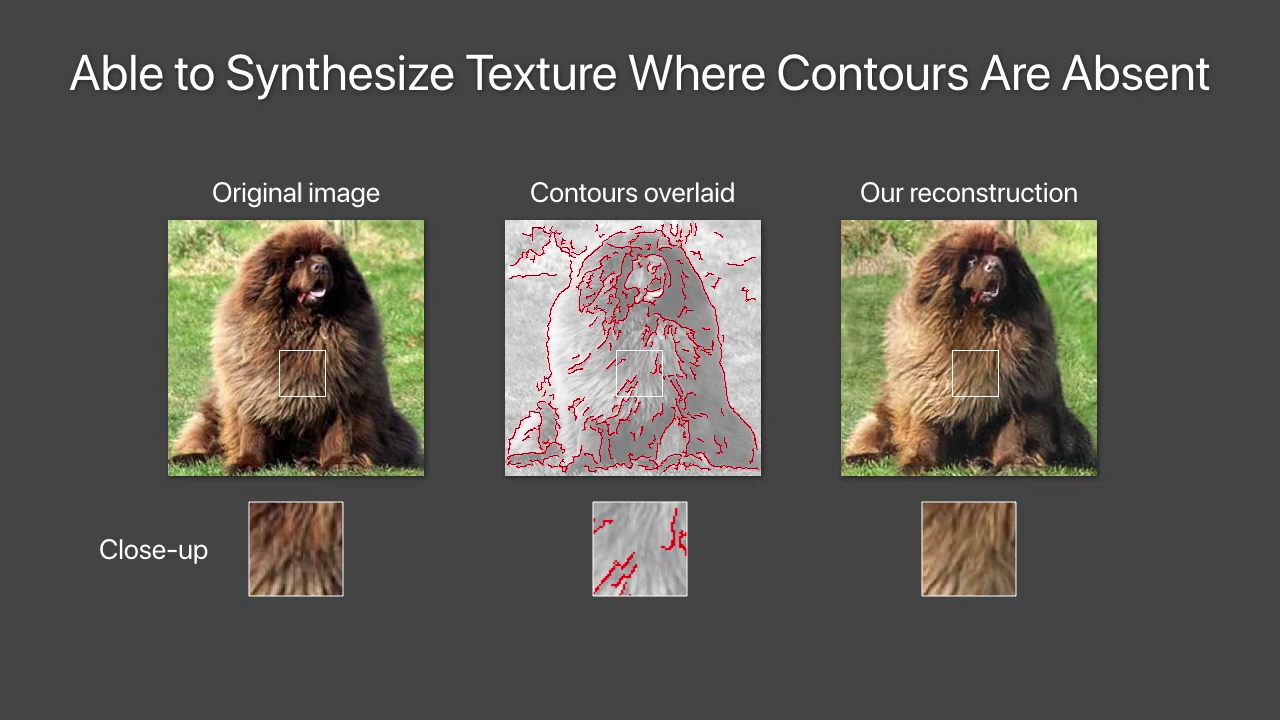 Able to Synthesize Texture Where Contours Are Absent
Original image
Contours overlaid
Our reconstruction
Close-up